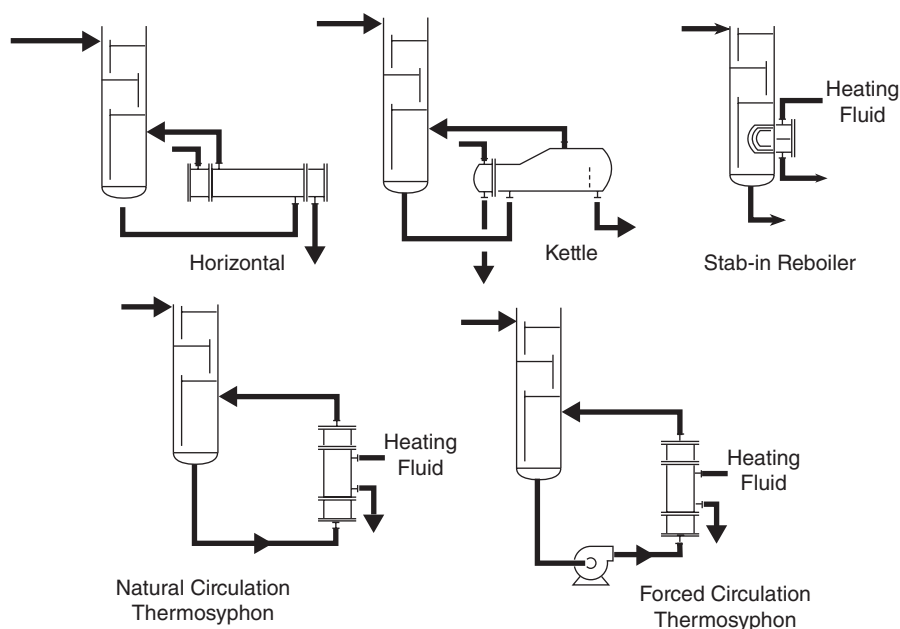 Heating
Fluid
Horizontal
Kettle
Stab-in Reboiler
Heating
Fluid
Heating
Fluid
Natural Circulation
Thermosyphon
Forced Circulation
Thermosyphon